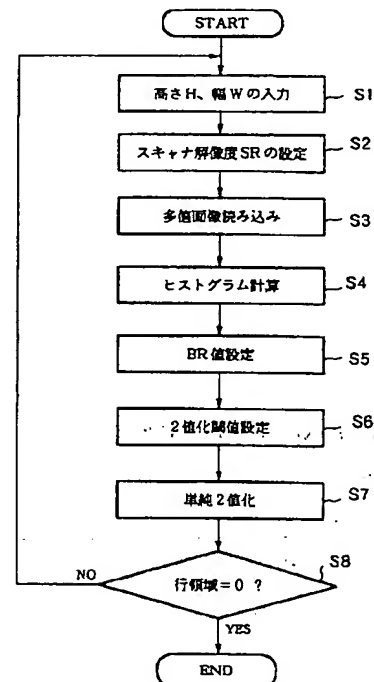 START
高さH、幅Wの入力
S1
スキャナ解像度SRの設定
S2
多値画像読み込み
S3
ヒストグラム計算
S4
BR値設定
S5
2値化閾値設定
S6
単純2値化
S7
行領域=0 ?
S8
NO
YES
END